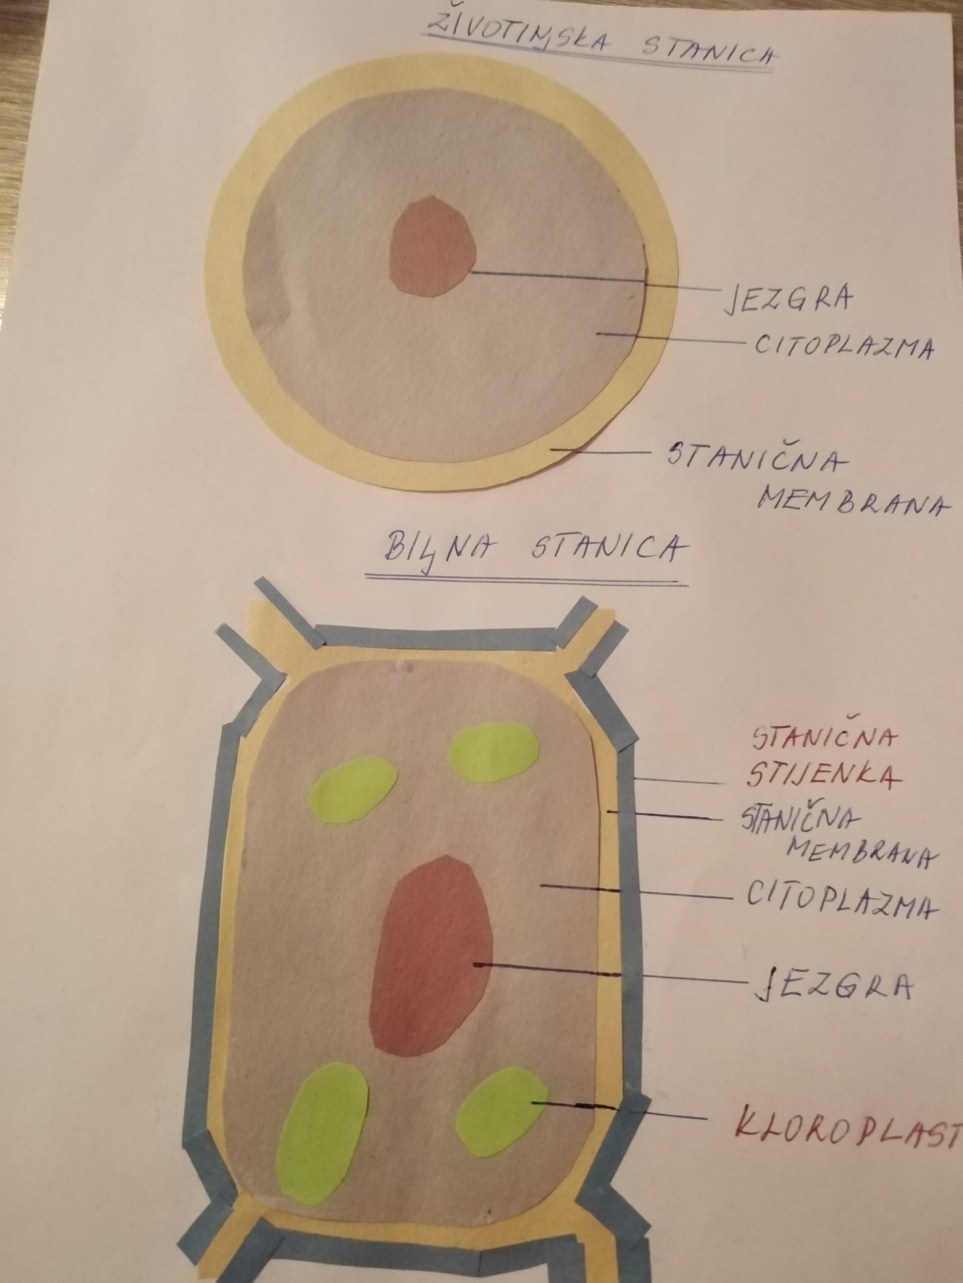 ŽIVOTINJSKA STANICA
JEZGRA
CITOPLAZMA
STANIČNA
MEMBRANA
BILJNA STANICA
STANIČNA
STIJENKA
STANIČNA
MEMBRANA
CITOPLAZMA
JEZGRA
KLOROPLAST